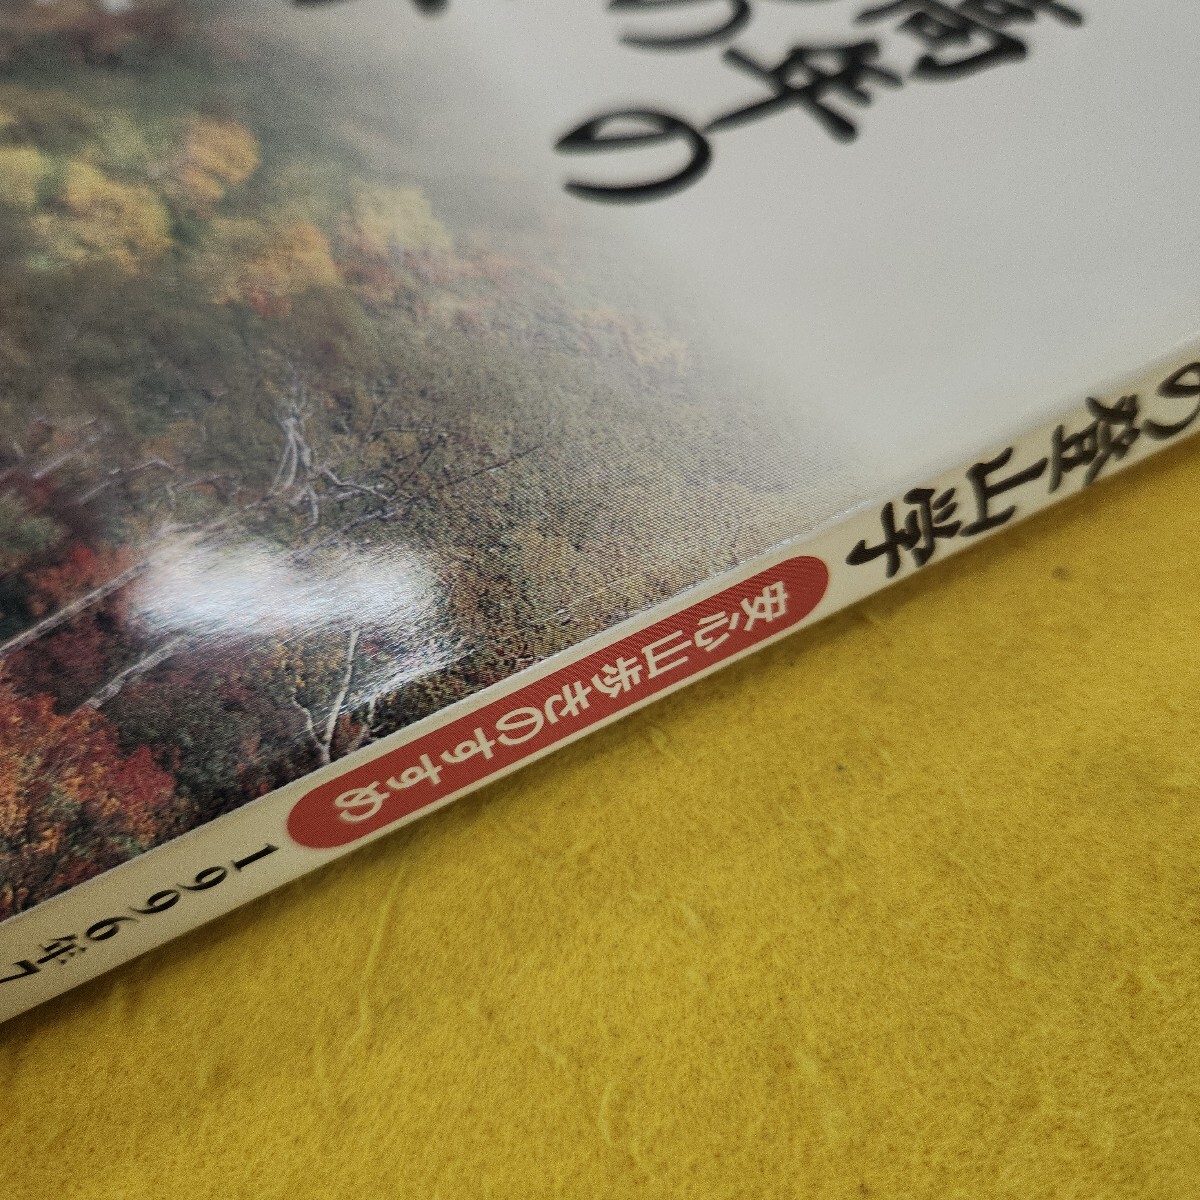 高年の
の
の登山学
安心山歩きのすすめ
1996年7